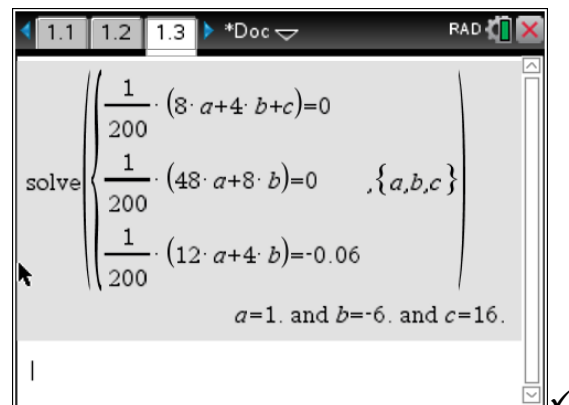 1.1 1.2 1.3 *Doc RAD
solve({1/200·(8·a+4·b+c)=0
1/200·(48·a+8·b)=0 ,{a,b,c})
1/200·(12·a+4·b)=-0.06
a=1. and b=-6. and c=16.